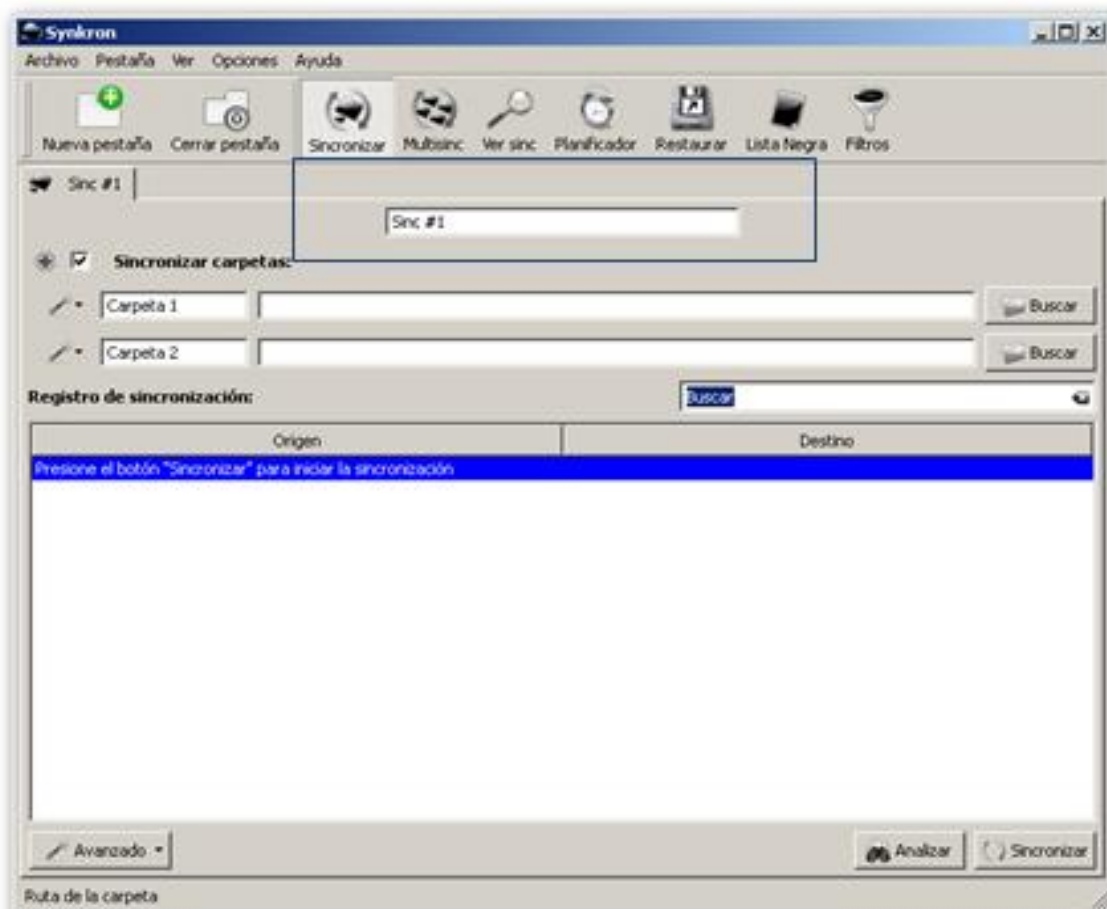 Synkron
Archivo Pestaña Ver Opciones Ayuda
Nueva pestaña Cerrar pestaña Sincronizar Multisinc Ver sinc Planificador Restaurar Lista Negra Filtros
Sinc #1
Sinc #1
Sincronizar carpetas:
Carpeta 1 Buscar
Carpeta 2 Buscar
Registro de sincronización: Buscar
Origen Destino
Presione el botón "Sincronizar" para iniciar la sincronización
Avanzado Analizar Sincronizar
Ruta de la carpeta